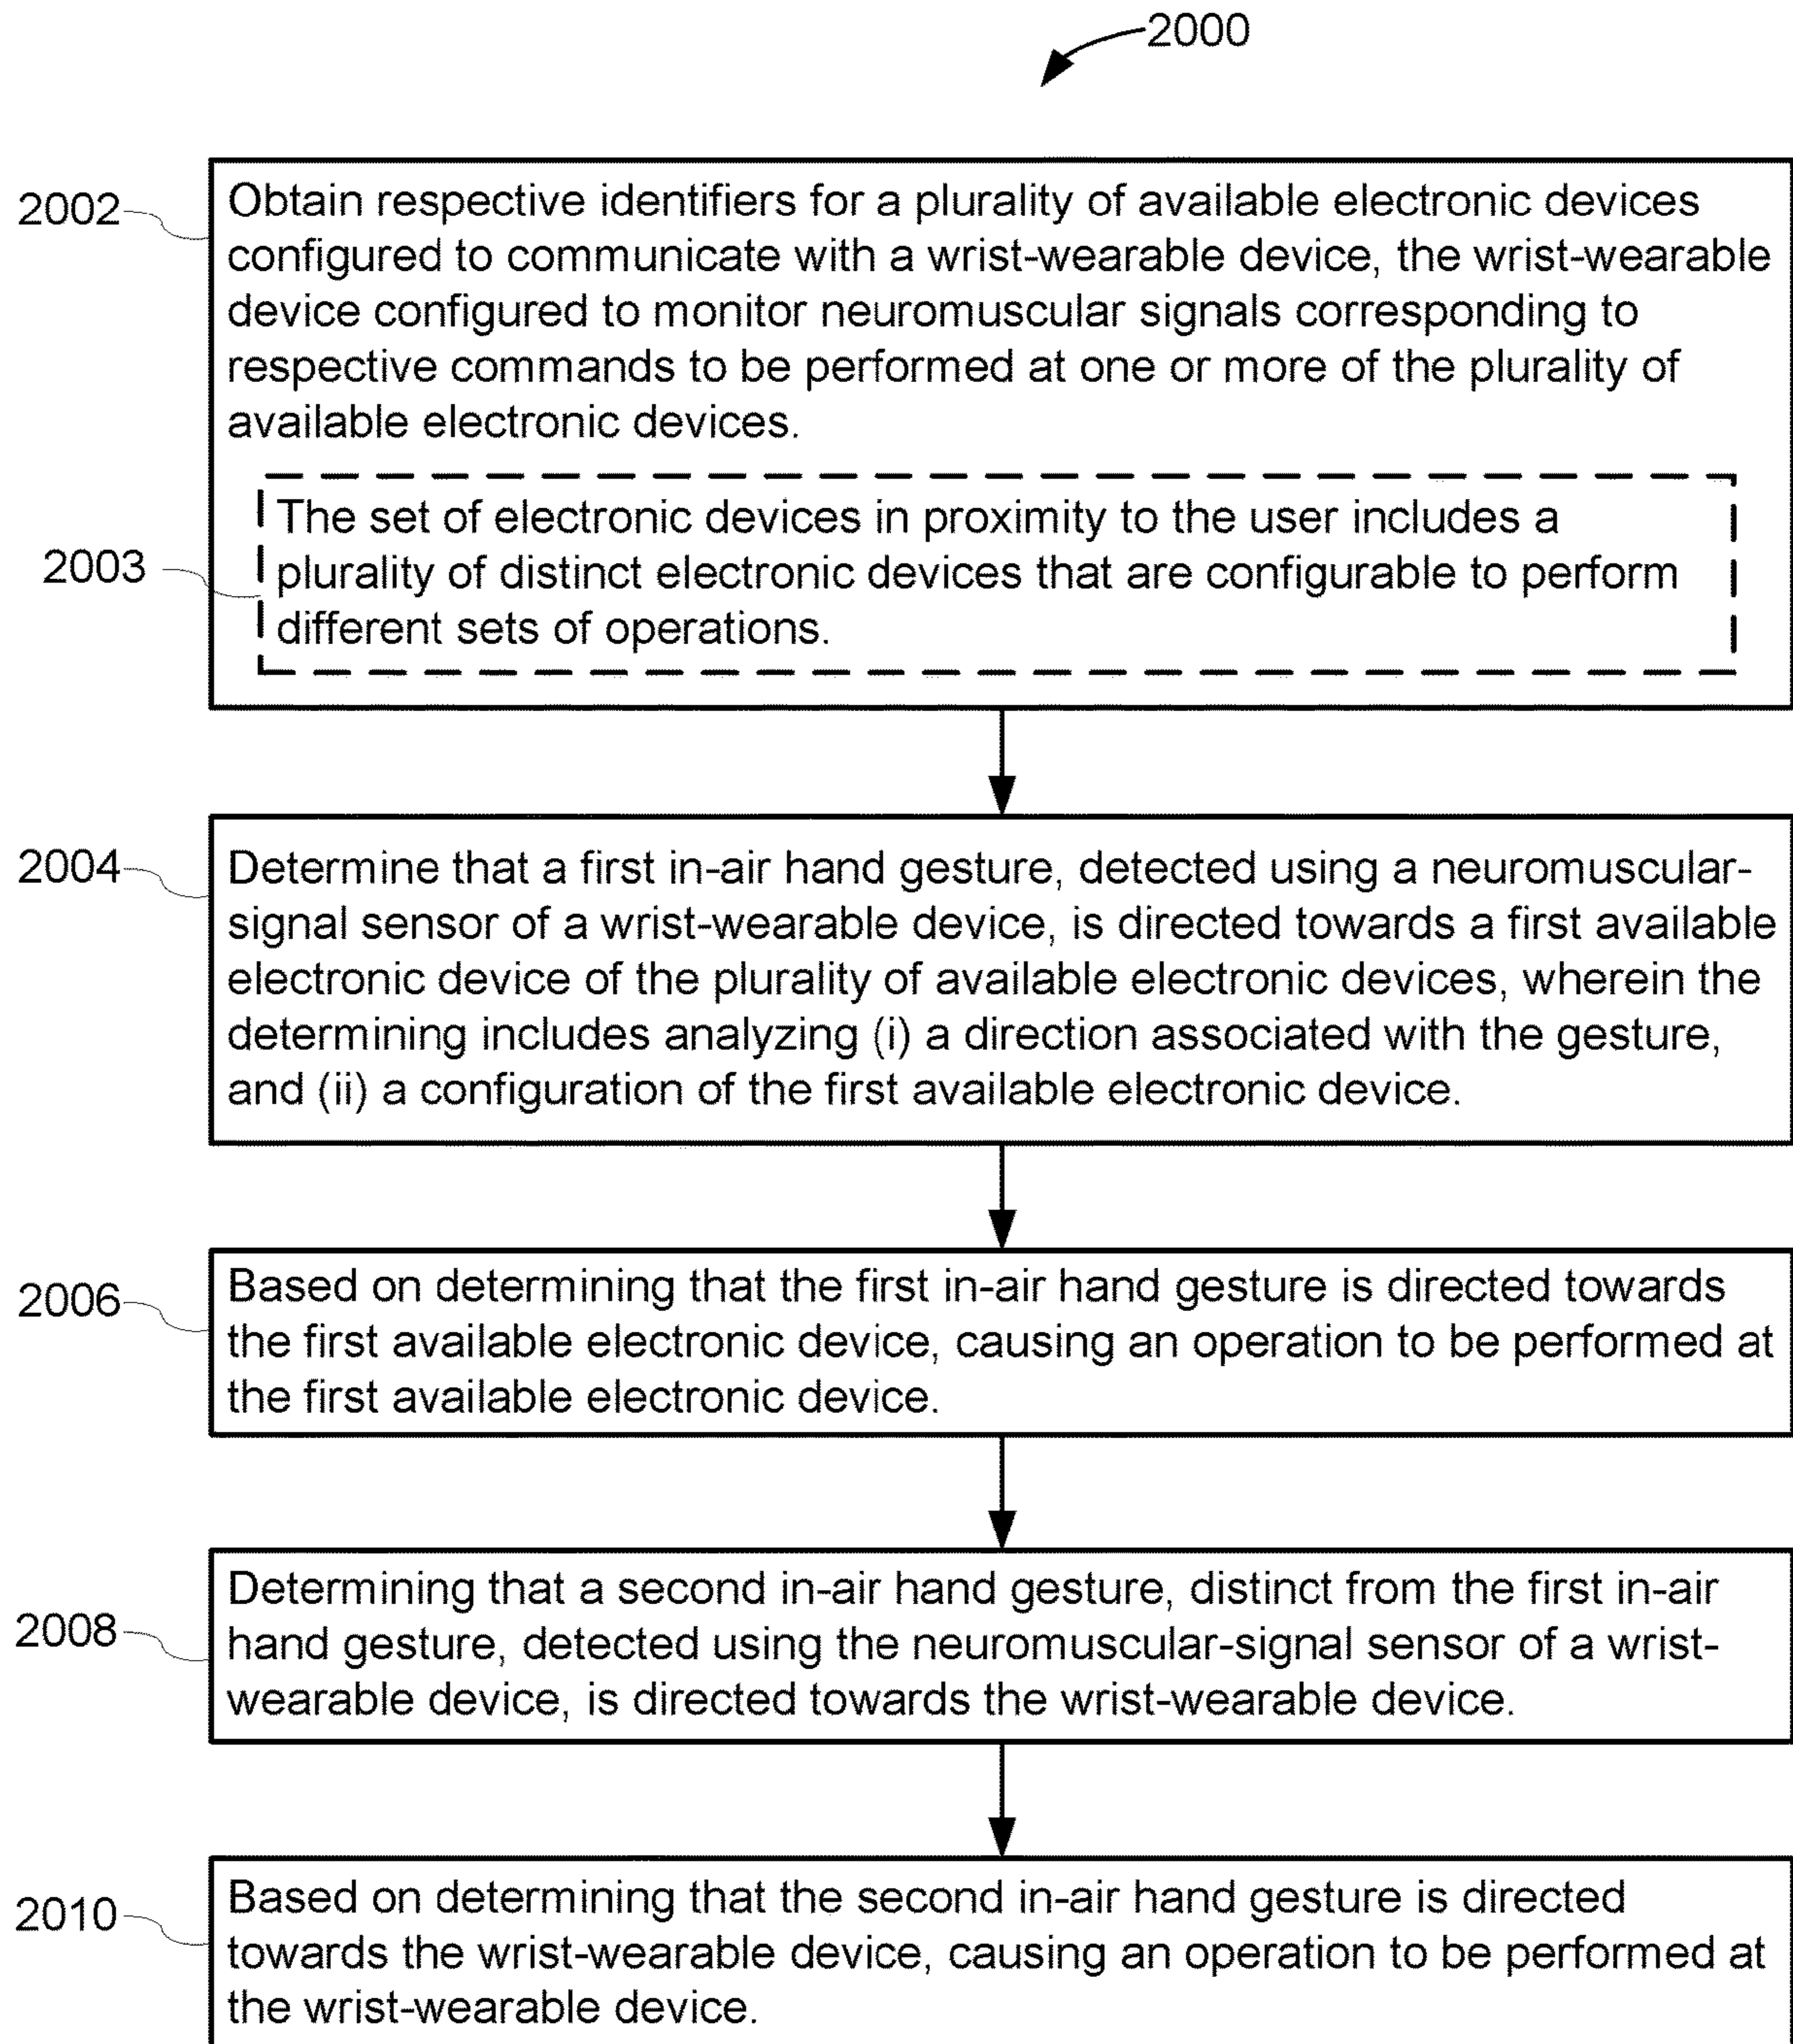 2000
2002
Obtain respective identifiers for a plurality of available electronic devices
configured to communicate with a wrist-wearable device, the wrist-wearable
device configured to monitor neuromuscular signals corresponding to
respective commands to be performed at one or more of the plurality of
available electronic devices.
2003
The set of electronic devices in proximity to the user includes a
plurality of distinct electronic devices that are configurable to perform
different sets of operations.
2004
Determine that a first in-air hand gesture, detected using a neuromuscular-
signal sensor of a wrist-wearable device, is directed towards a first available
electronic device of the plurality of available electronic devices, wherein the
determining includes analyzing (i) a direction associated with the gesture,
and (ii) a configuration of the first available electronic device.
2006
Based on determining that the first in-air hand gesture is directed towards
the first available electronic device, causing an operation to be performed at
the first available electronic device.
2008
Determining that a second in-air hand gesture, distinct from the first in-air
hand gesture, detected using the neuromuscular-signal sensor of a wrist-
wearable device, is directed towards the wrist-wearable device.
2010
Based on determining that the second in-air hand gesture is directed
towards the wrist-wearable device, causing an operation to be performed at
the wrist-wearable device.